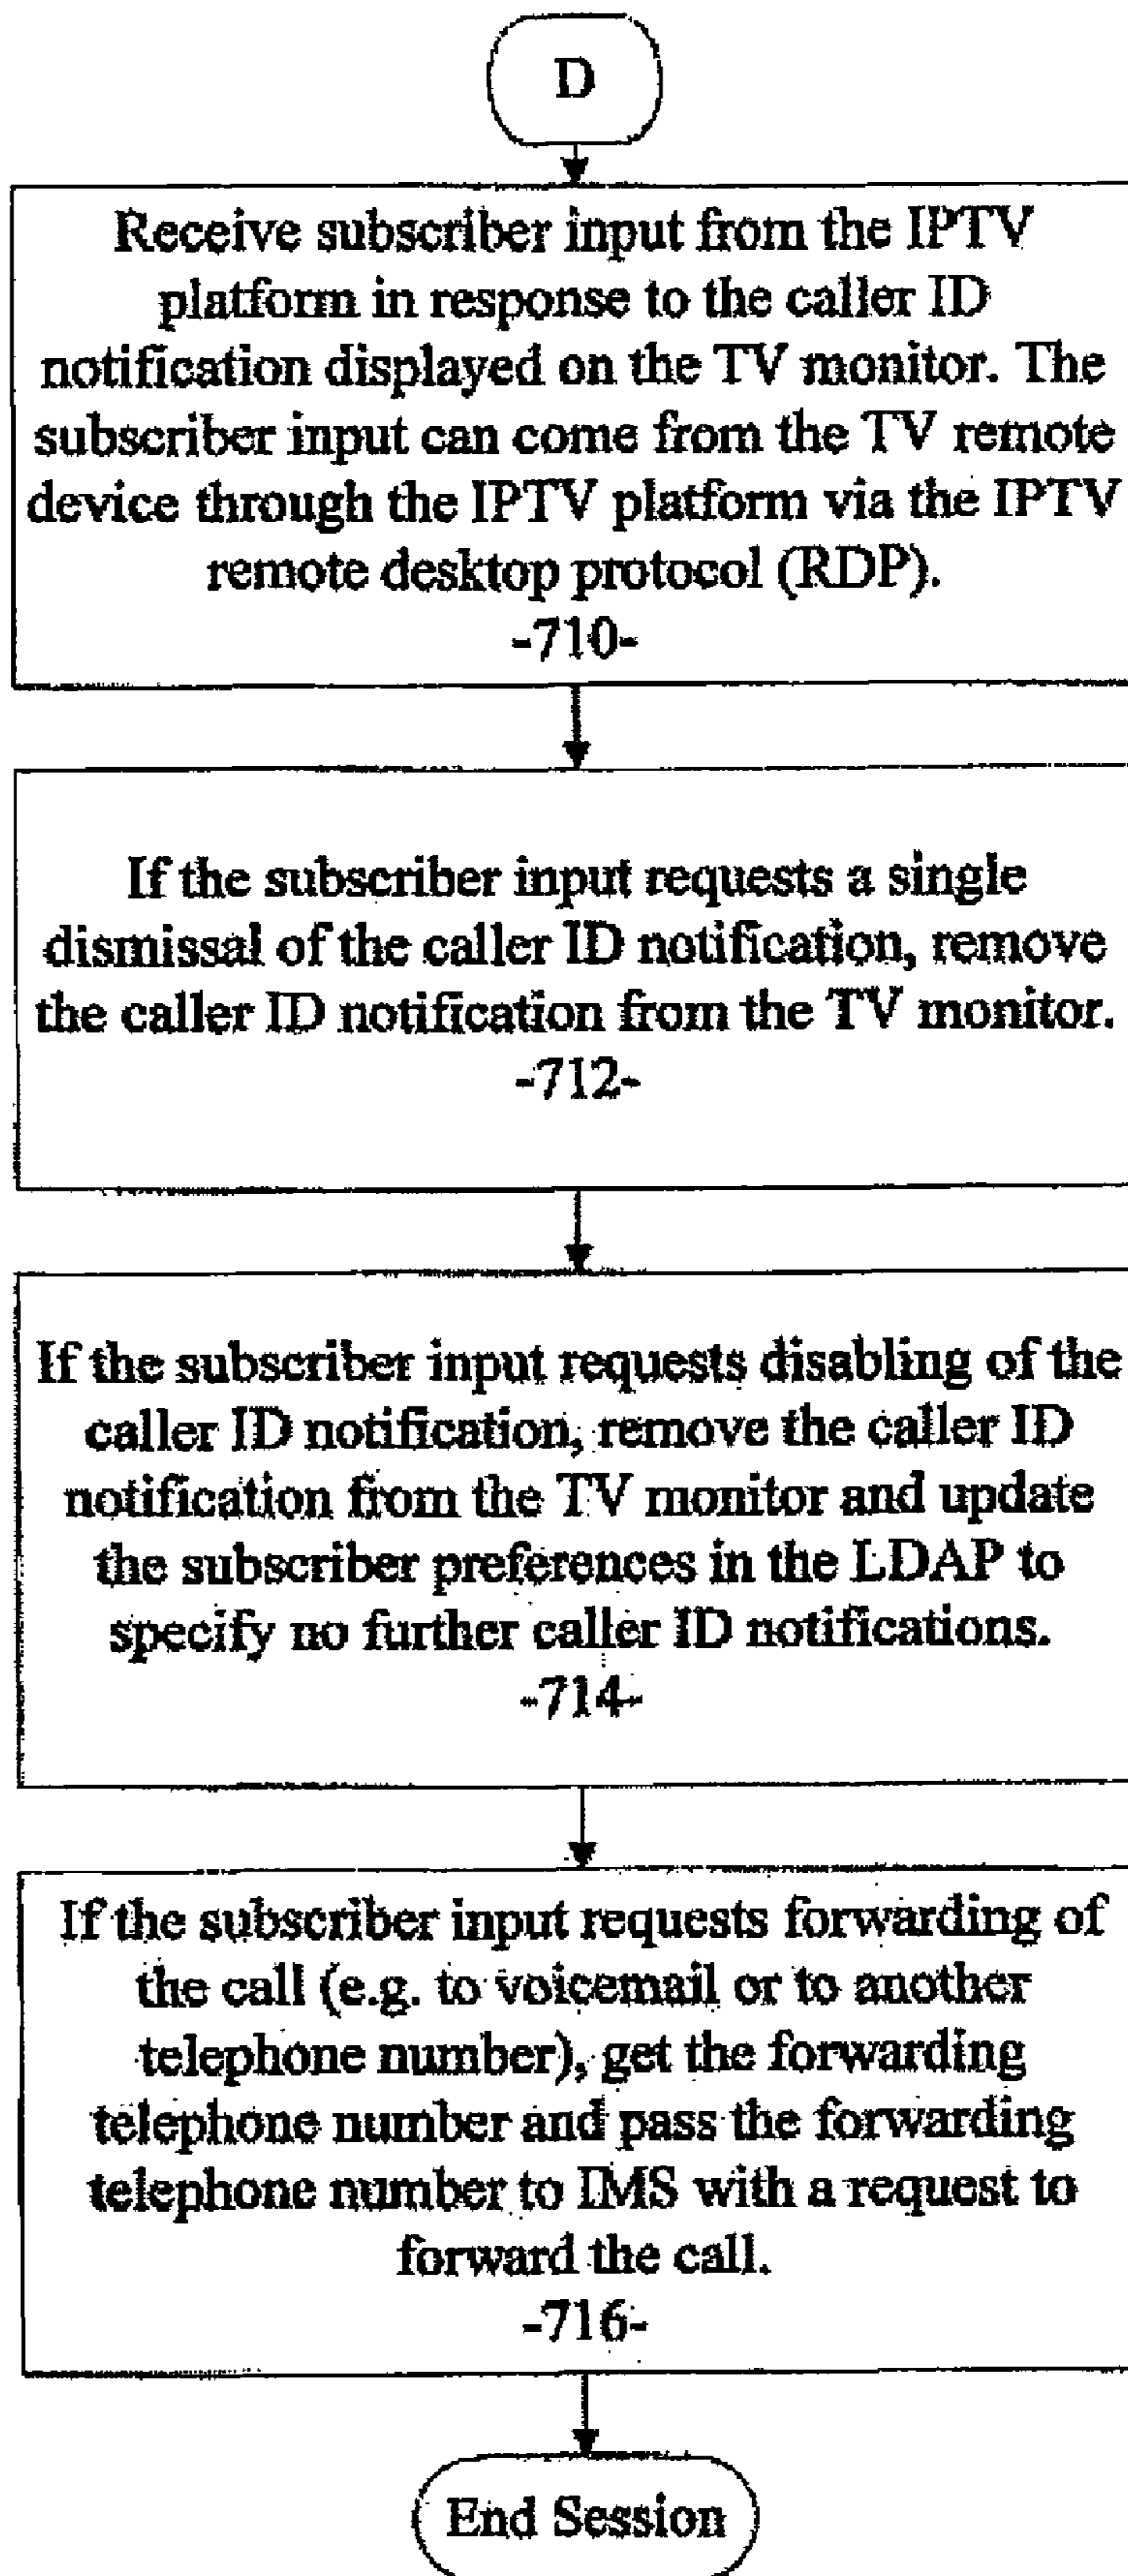 D
Receive subscriber input from the IPTV
platform in response to the caller ID
notification displayed on the TV monitor. The
subscriber input can come from the TV remote
device through the IPTV platform via the IPTV
remote desktop protocol (RDP).
-710-
If the subscriber input requests a single
dismissal of the caller ID notification, remove
the caller ID notification from the TV monitor.
-712-
If the subscriber input requests disabling of the
caller ID notification, remove the caller ID
notification from the TV monitor and update
the subscriber preferences in the LDAP to
specify no further caller ID notifications.
-714-
If the subscriber input requests forwarding of
the call (e.g. to voicemail or to another
telephone number), get the forwarding
telephone number and pass the forwarding
telephone number to IMS with a request to
forward the call.
-716-
End Session